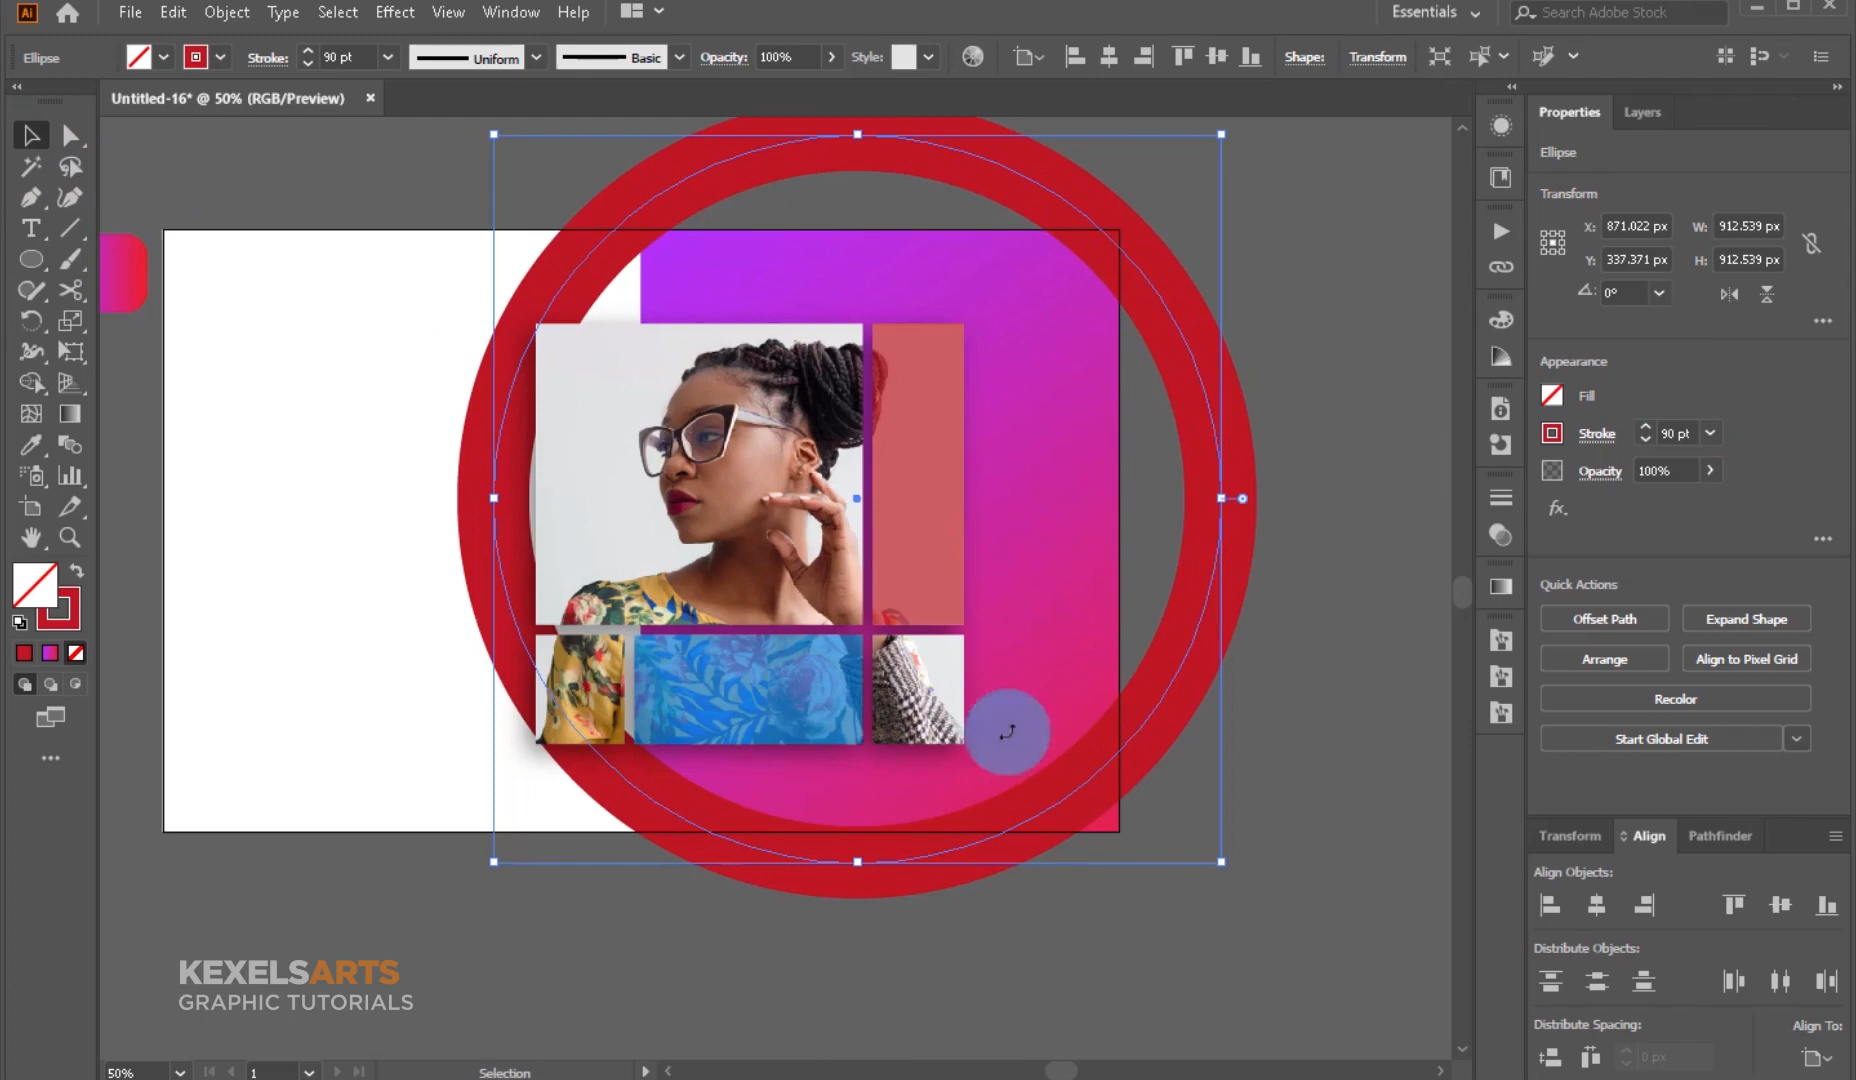 Ai File Edit Object Type Select Effect View Window Help Essentials Search Adobe Stock
Ellipse Stroke: 90 pt Uniform Basic Opacity: 100% Style: Shape: Transform
Untitled-16* @ 50% (RGB/Preview) ×
Properties Layers
Ellipse
Transform
X: 871.022 px W: 912.539 px
Y: 337.371 px H: 912.539 px
0°
Appearance
Fill
Stroke 90 pt
Opacity 100%
fx.
Quick Actions
Offset Path Expand Shape
Arrange Align to Pixel Grid
Recolor
Start Global Edit
Transform Align Pathfinder
Align Objects:
Distribute Objects:
Distribute Spacing: Align To:
0 px
KEXELSARTS
GRAPHIC TUTORIALS
50% 1 Selection